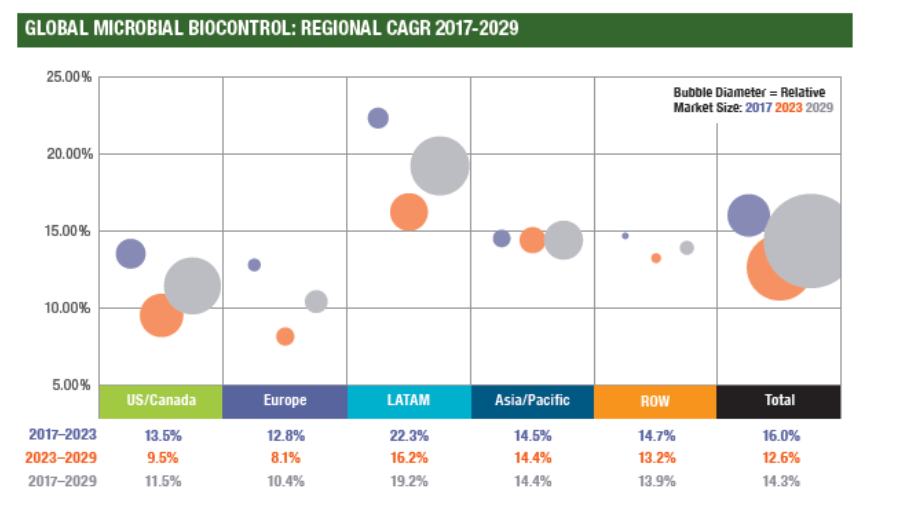 GLOBAL MICROBIAL BIOCONTROL: REGIONAL CAGR 2017-2029
25.00%
Bubble Diameter = Relative
Market Size: 2017 2023 2029
20.00%
15.00%
10.00%
5.00%
US/Canada Europe LATAM Asia/Pacific ROW Total
2017–2023 13.5% 12.8% 22.3% 14.5% 14.7% 16.0%
2023–2029 9.5% 8.1% 16.2% 14.4% 13.2% 12.6%
2017–2029 11.5% 10.4% 19.2% 14.4% 13.9% 14.3%